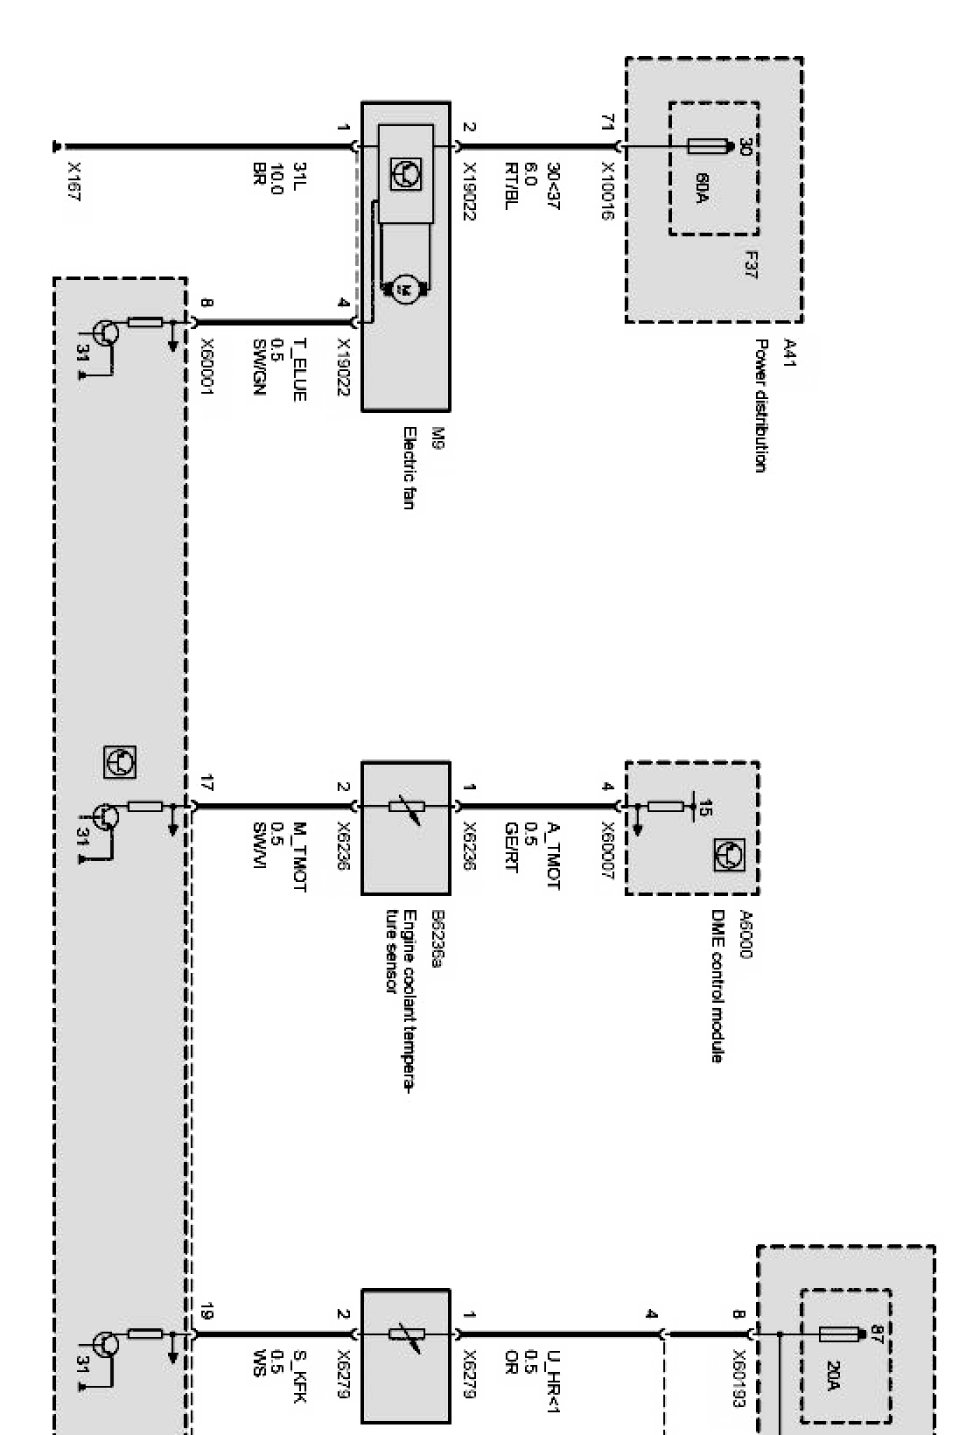 87
20A
A41
Power distribution
30
F37
60A
A6000
DME control module
15
8
X60193
4
71
X10016
4
X60007
30<37
6.0
RT/BL
A_TMOT
0.5
GE/RT
U_HR<1
0.5
OR
2
X19022
1
X6236
1
X6279
M9
Electric fan
M
B6236a
Engine coolant tempera-
ture sensor
1
4
X19022
2
X6236
2
X6279
31L
10.0
BR
T_ELUE
0.5
SW/GN
M_TMOT
0.5
SW/VI
S_KFK
0.5
WS
8
X60001
17
19
X167
31
31
31